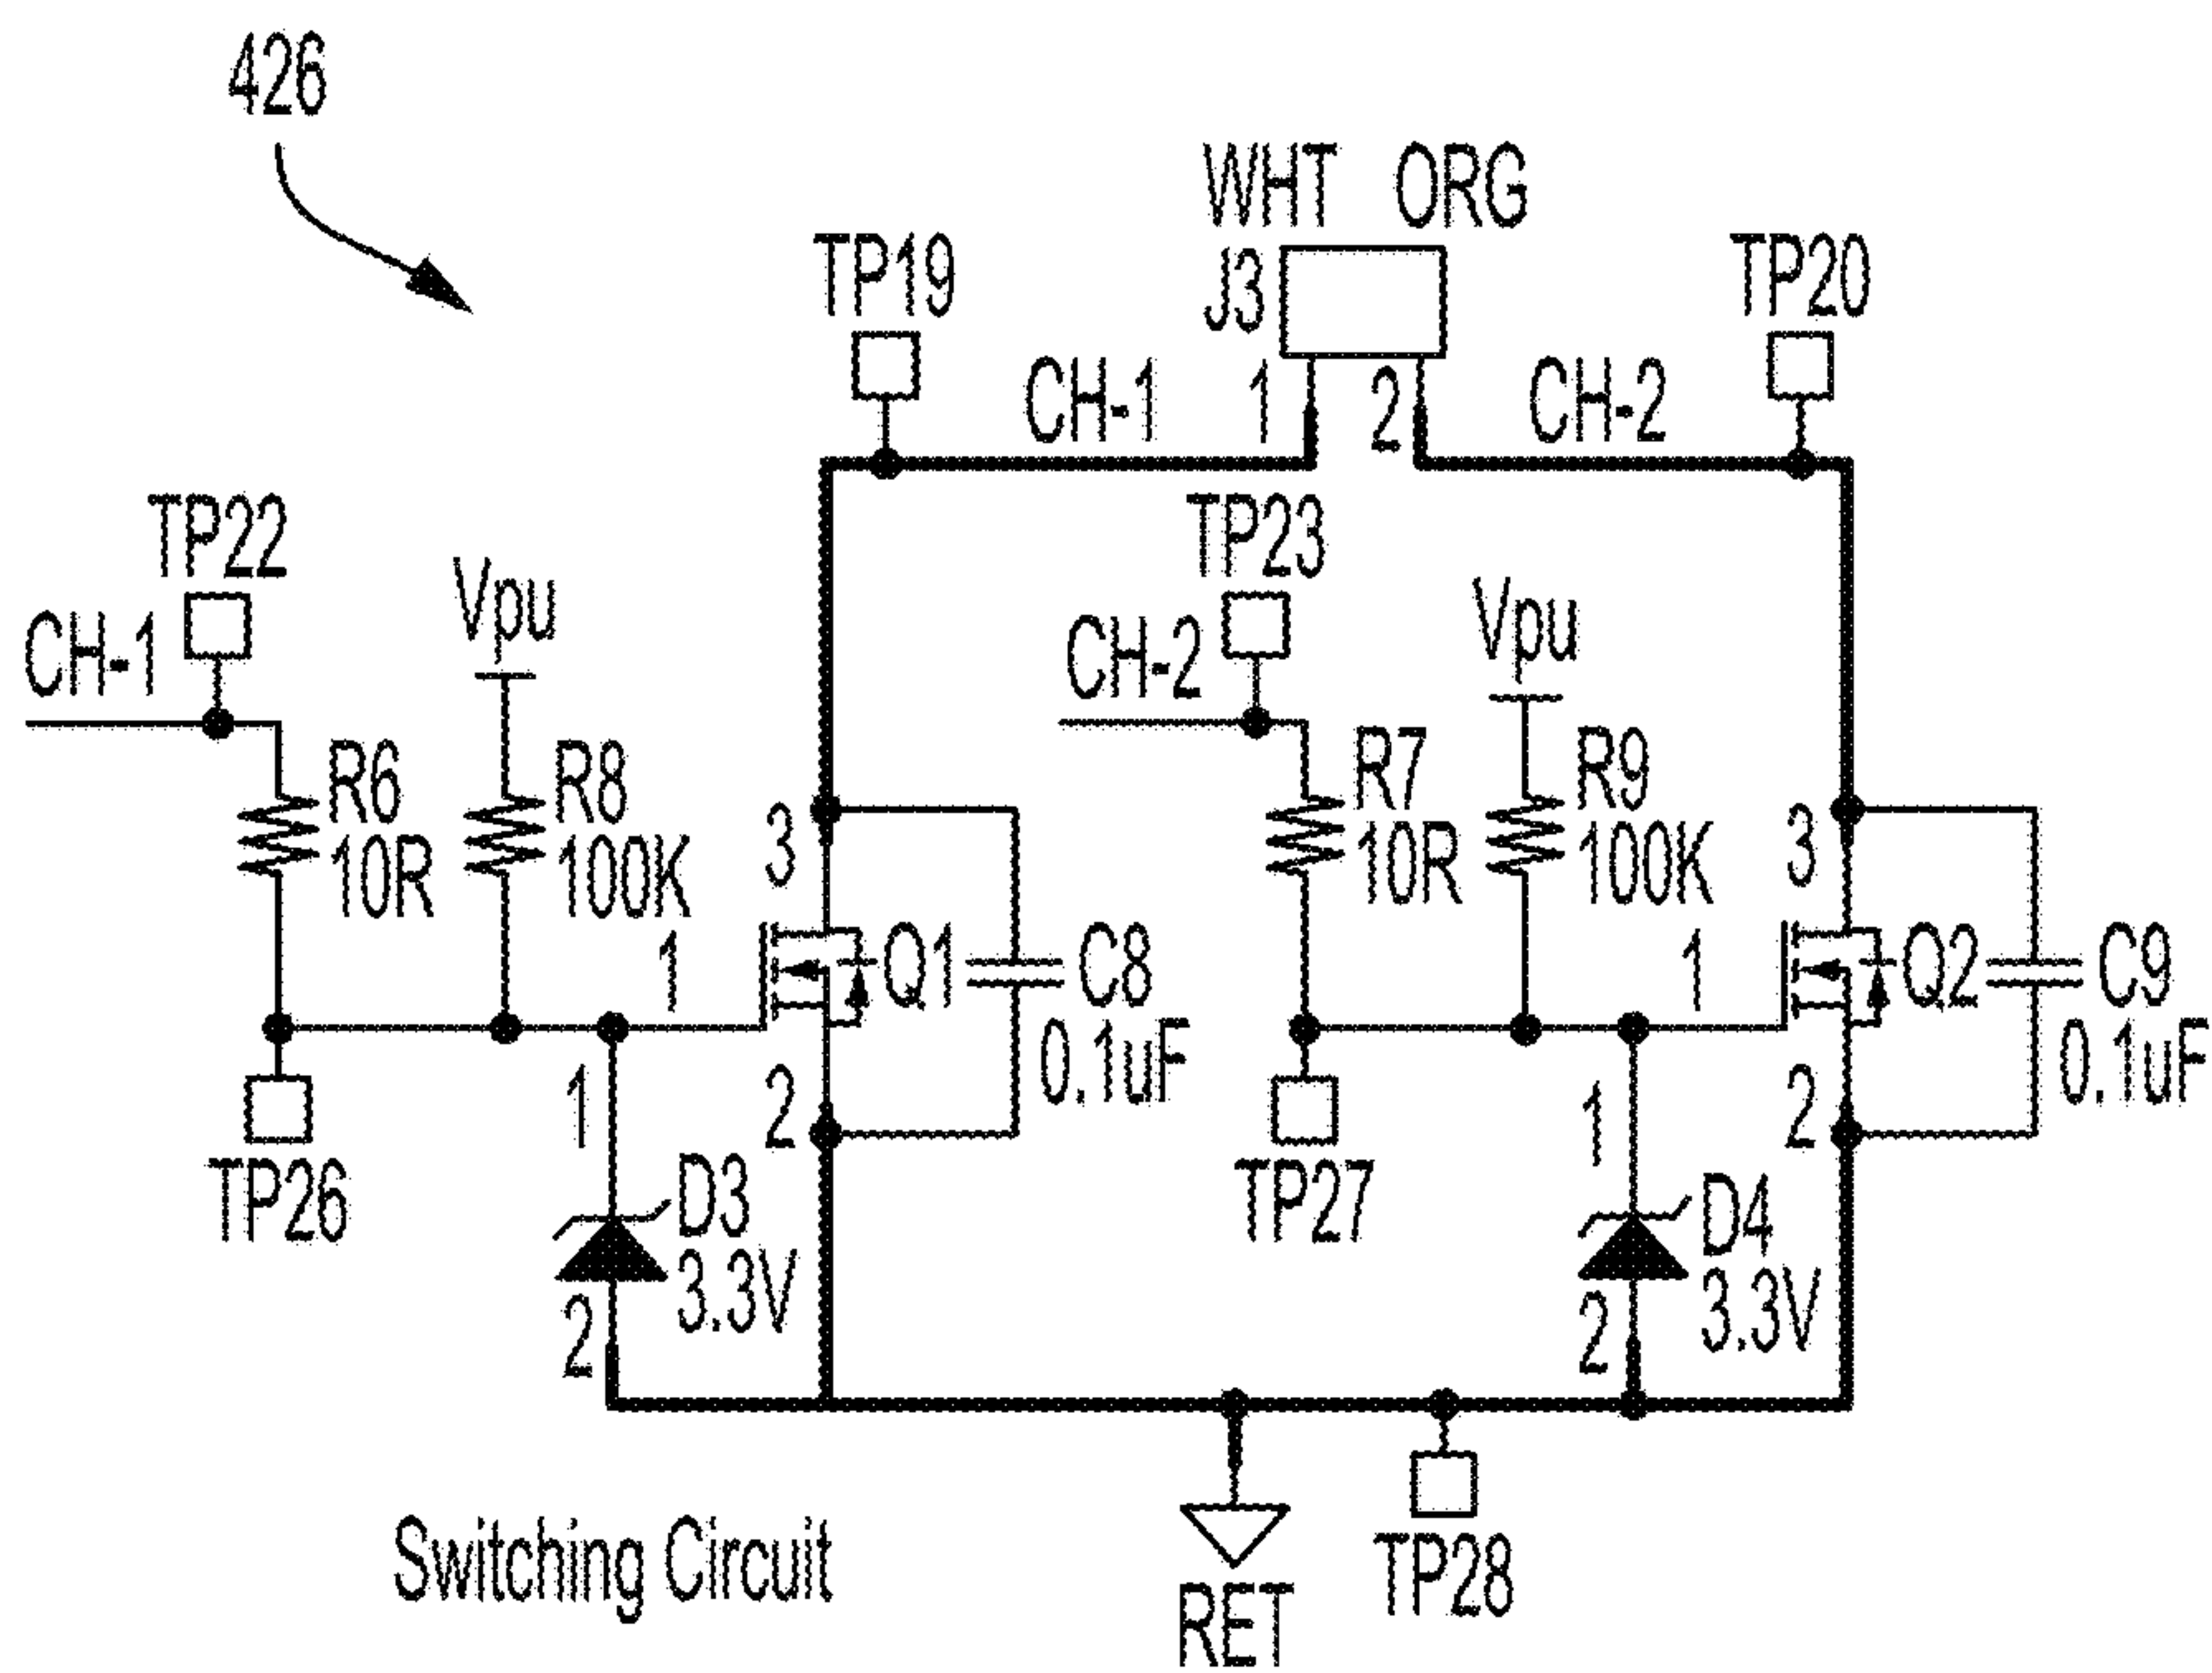 426
WHT ORG
TP19
J3
TP20
CH-1
1
2
CH-2
TP22
TP23
Vpu
Vpu
CH-1
CH-2
R6
10R
R8
100K
3
R7
10R
R9
100K
3
1
Q1
C8
0.1uF
1
Q2
C9
0.1uF
1
2
1
2
TP26
D3
3.3V
2
TP27
D4
3.3V
2
Switching Circuit
RET
TP28